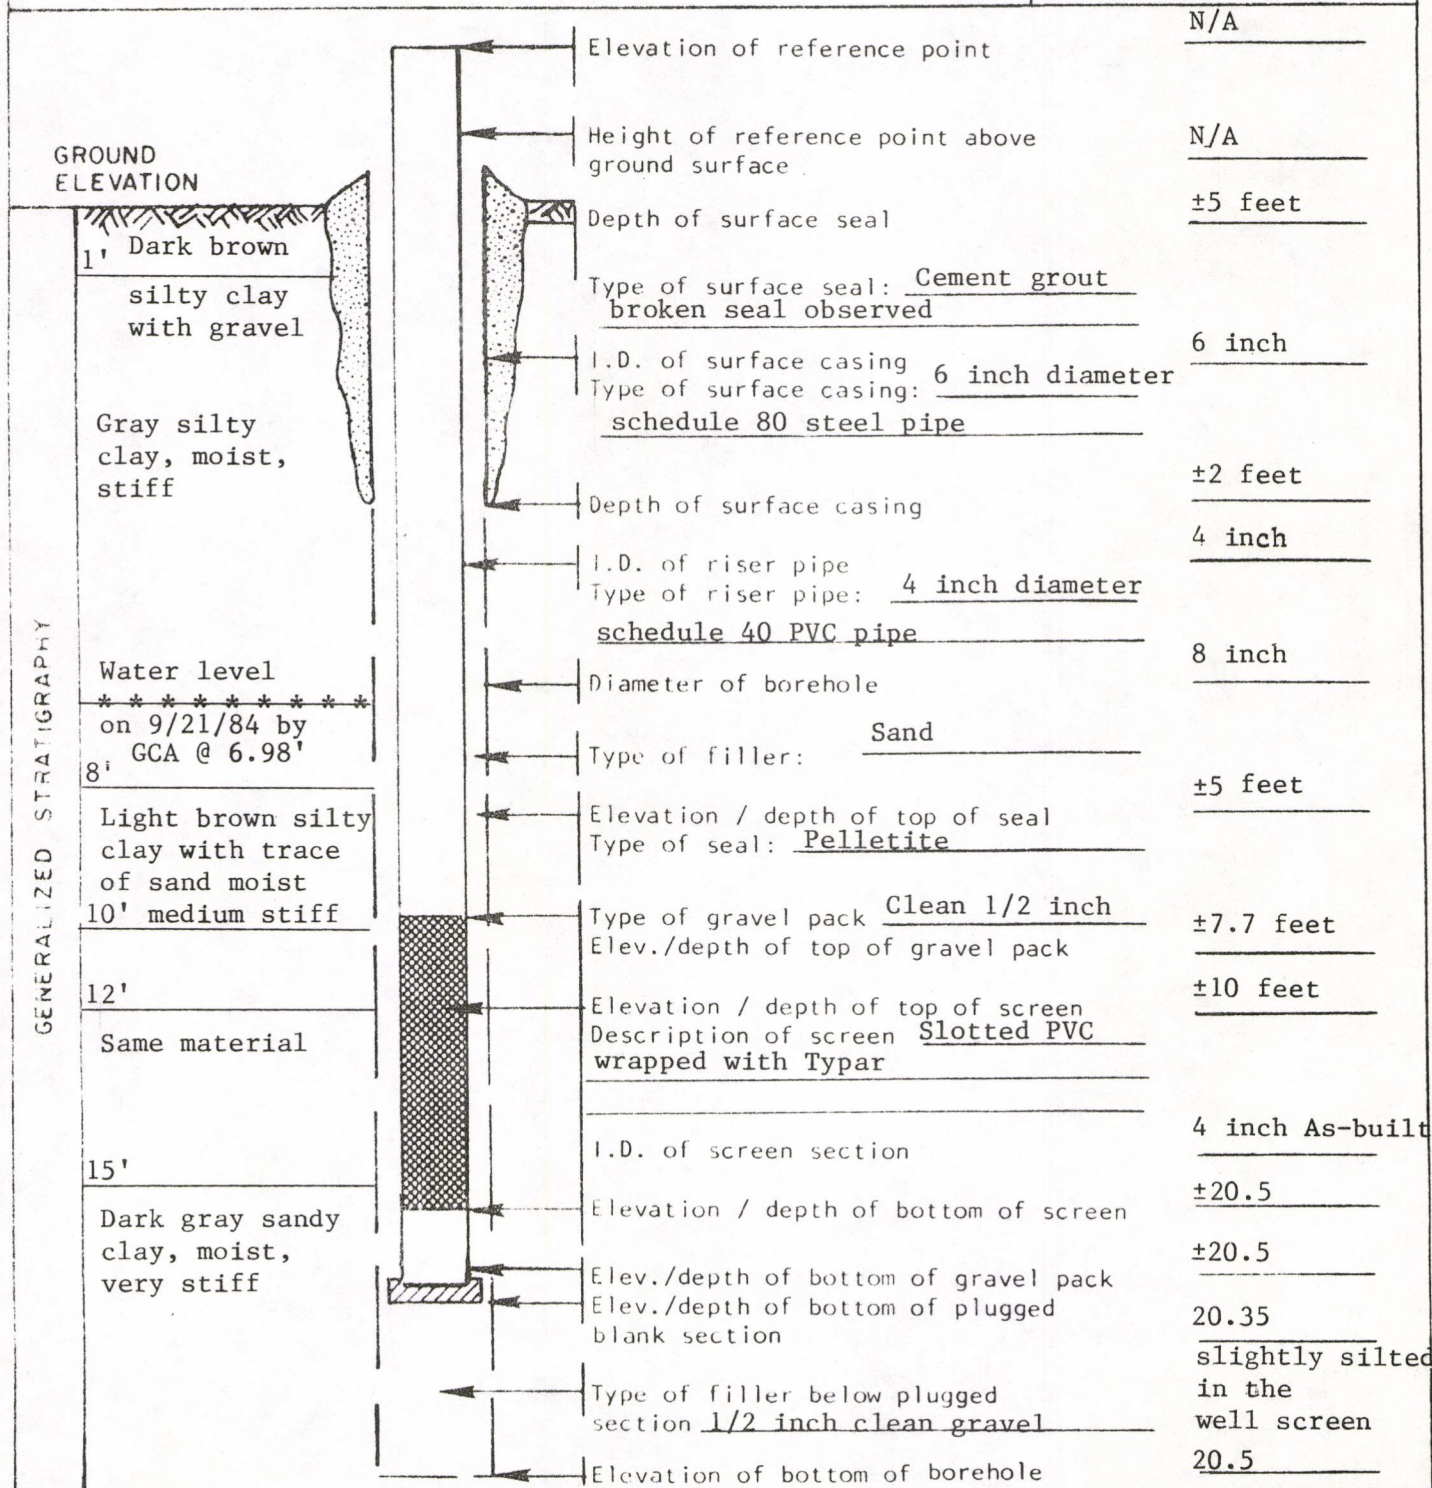 N/A
Elevation of reference point
N/A
Height of reference point above
ground surface
GROUND
ELEVATION
±5 feet
Depth of surface seal
1' Dark brown
silty clay
with gravel
Type of surface seal: Cement grout
broken seal observed
6 inch
I.D. of surface casing
Type of surface casing: 6 inch diameter
schedule 80 steel pipe
Gray silty
clay, moist,
stiff
±2 feet
Depth of surface casing
4 inch
I.D. of riser pipe
Type of riser pipe: 4 inch diameter
schedule 40 PVC pipe
8 inch
Diameter of borehole
GENERALIZED STRATIGRAPHY
Water level
* * * * * * * * *
on 9/21/84 by
GCA @ 6.98'
8'
Type of filler: Sand
±5 feet
Elevation / depth of top of seal
Type of seal: Pelletite
Light brown silty
clay with trace
of sand moist
10' medium stiff
Type of gravel pack Clean 1/2 inch
Elev./depth of top of gravel pack
±7.7 feet
12'
±10 feet
Elevation / depth of top of screen
Description of screen Slotted PVC
wrapped with Typar
Same material
4 inch As-built
I.D. of screen section
15'
±20.5
Elevation / depth of bottom of screen
Dark gray sandy
clay, moist,
very stiff
±20.5
Elev./depth of bottom of gravel pack
Elev./depth of bottom of plugged
blank section
20.35
slightly silted
in the
well screen
Type of filler below plugged
section 1/2 inch clean gravel
20.5
Elevation of bottom of borehole